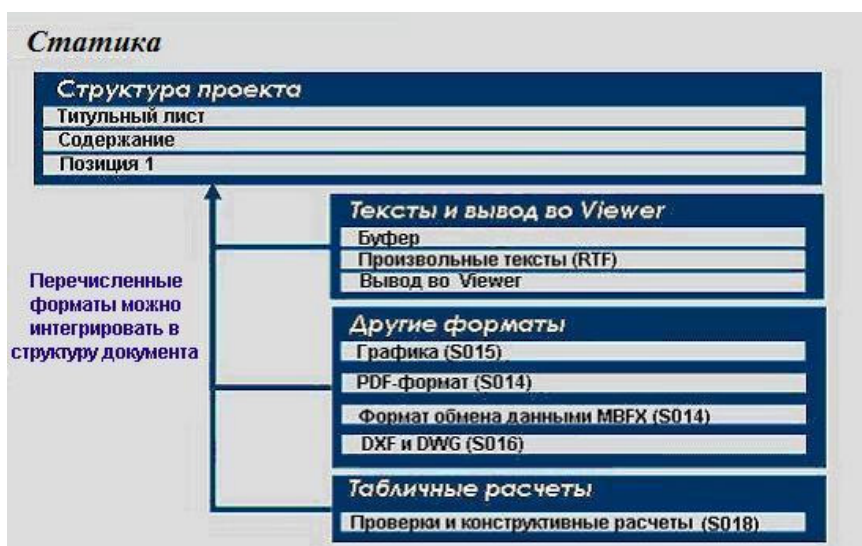 Статика
Структура проекта
Титульный лист
Содержание
Позиция 1
Тексты и вывод во Viewer
Буфер
Произвольные тексты (RTF)
Вывод во Viewer
Перечисленные
форматы можно
интегрировать в
структуру документа
Другие форматы
Графика (S015)
PDF-формат (S014)
Формат обмена данными MBFX (S014)
DXF и DWG (S016)
Табличные расчеты
Проверки и конструктивные расчеты (S018)